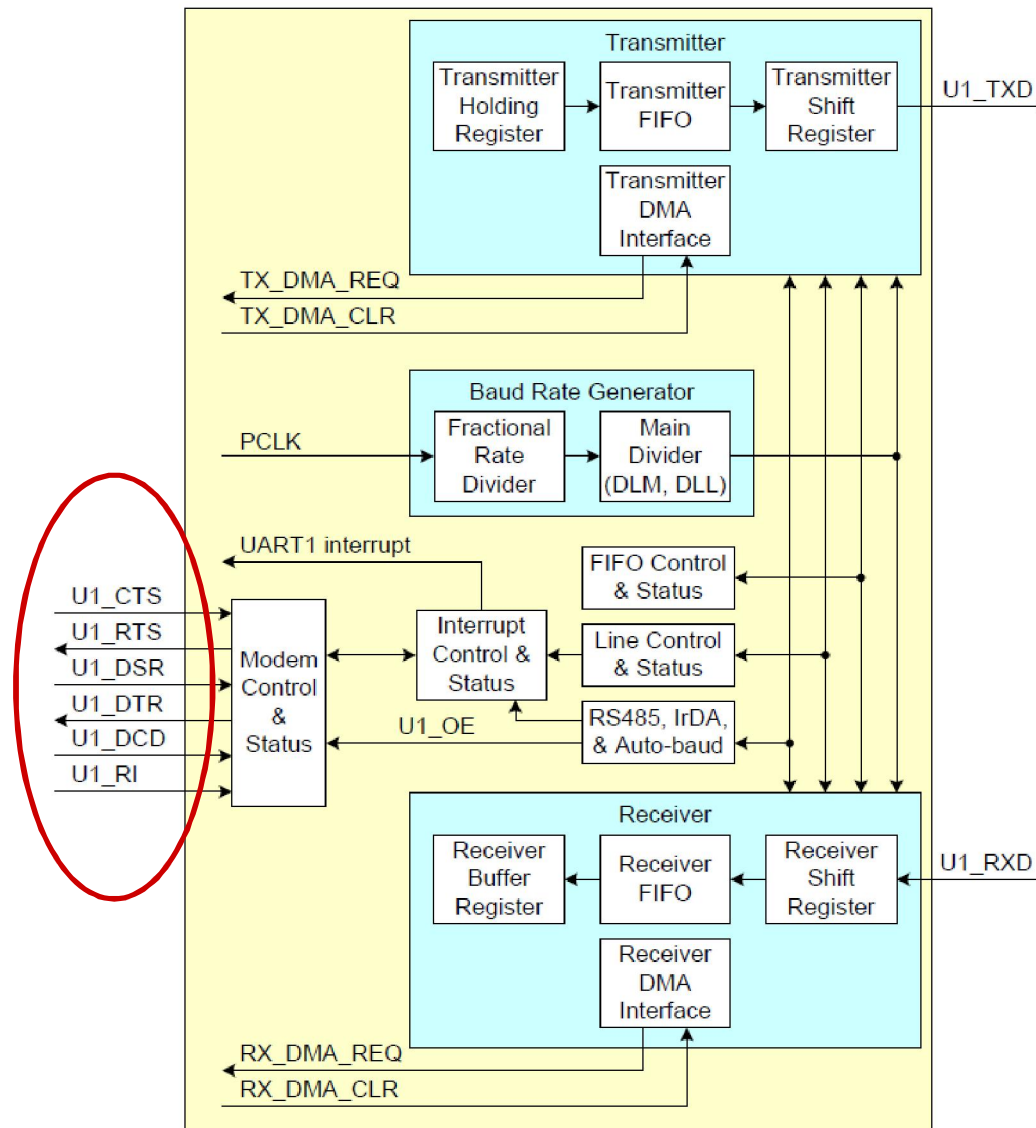 Transmitter
Transmitter
Holding
Register
Transmitter
FIFO
Transmitter
Shift
Register
U1_TXD
Transmitter
DMA
Interface
TX_DMA_REQ
TX_DMA_CLR
Baud Rate Generator
PCLK
Fractional
Rate
Divider
Main
Divider
(DLM, DLL)
UART1 interrupt
FIFO Control
& Status
U1_CTS
U1_RTS
U1_DSR
U1_DTR
U1_DCD
U1_RI
Modem
Control
&
Status
Interrupt
Control &
Status
Line Control
& Status
U1_OE
RS485, IrDA,
& Auto-baud
Receiver
Receiver
Buffer
Register
Receiver
FIFO
Receiver
Shift
Register
U1_RXD
Receiver
DMA
Interface
RX_DMA_REQ
RX_DMA_CLR